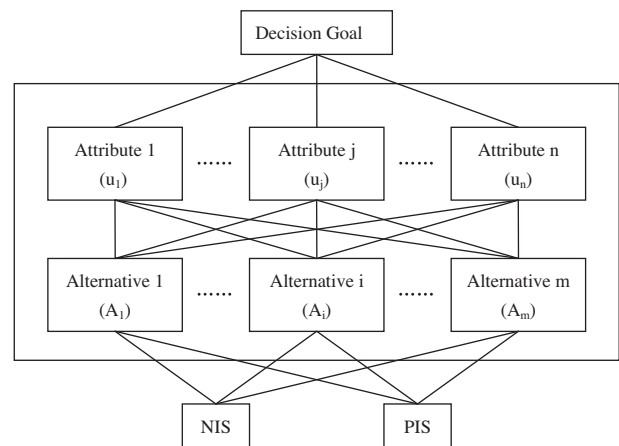 Decision Goal
Attribute 1 ...... Attribute j ...... Attribute n
(u₁) (uⱼ) (uₙ)
Alternative 1 ...... Alternative i ...... Alternative m
(A₁) (Aᵢ) (Aₘ)
NIS PIS